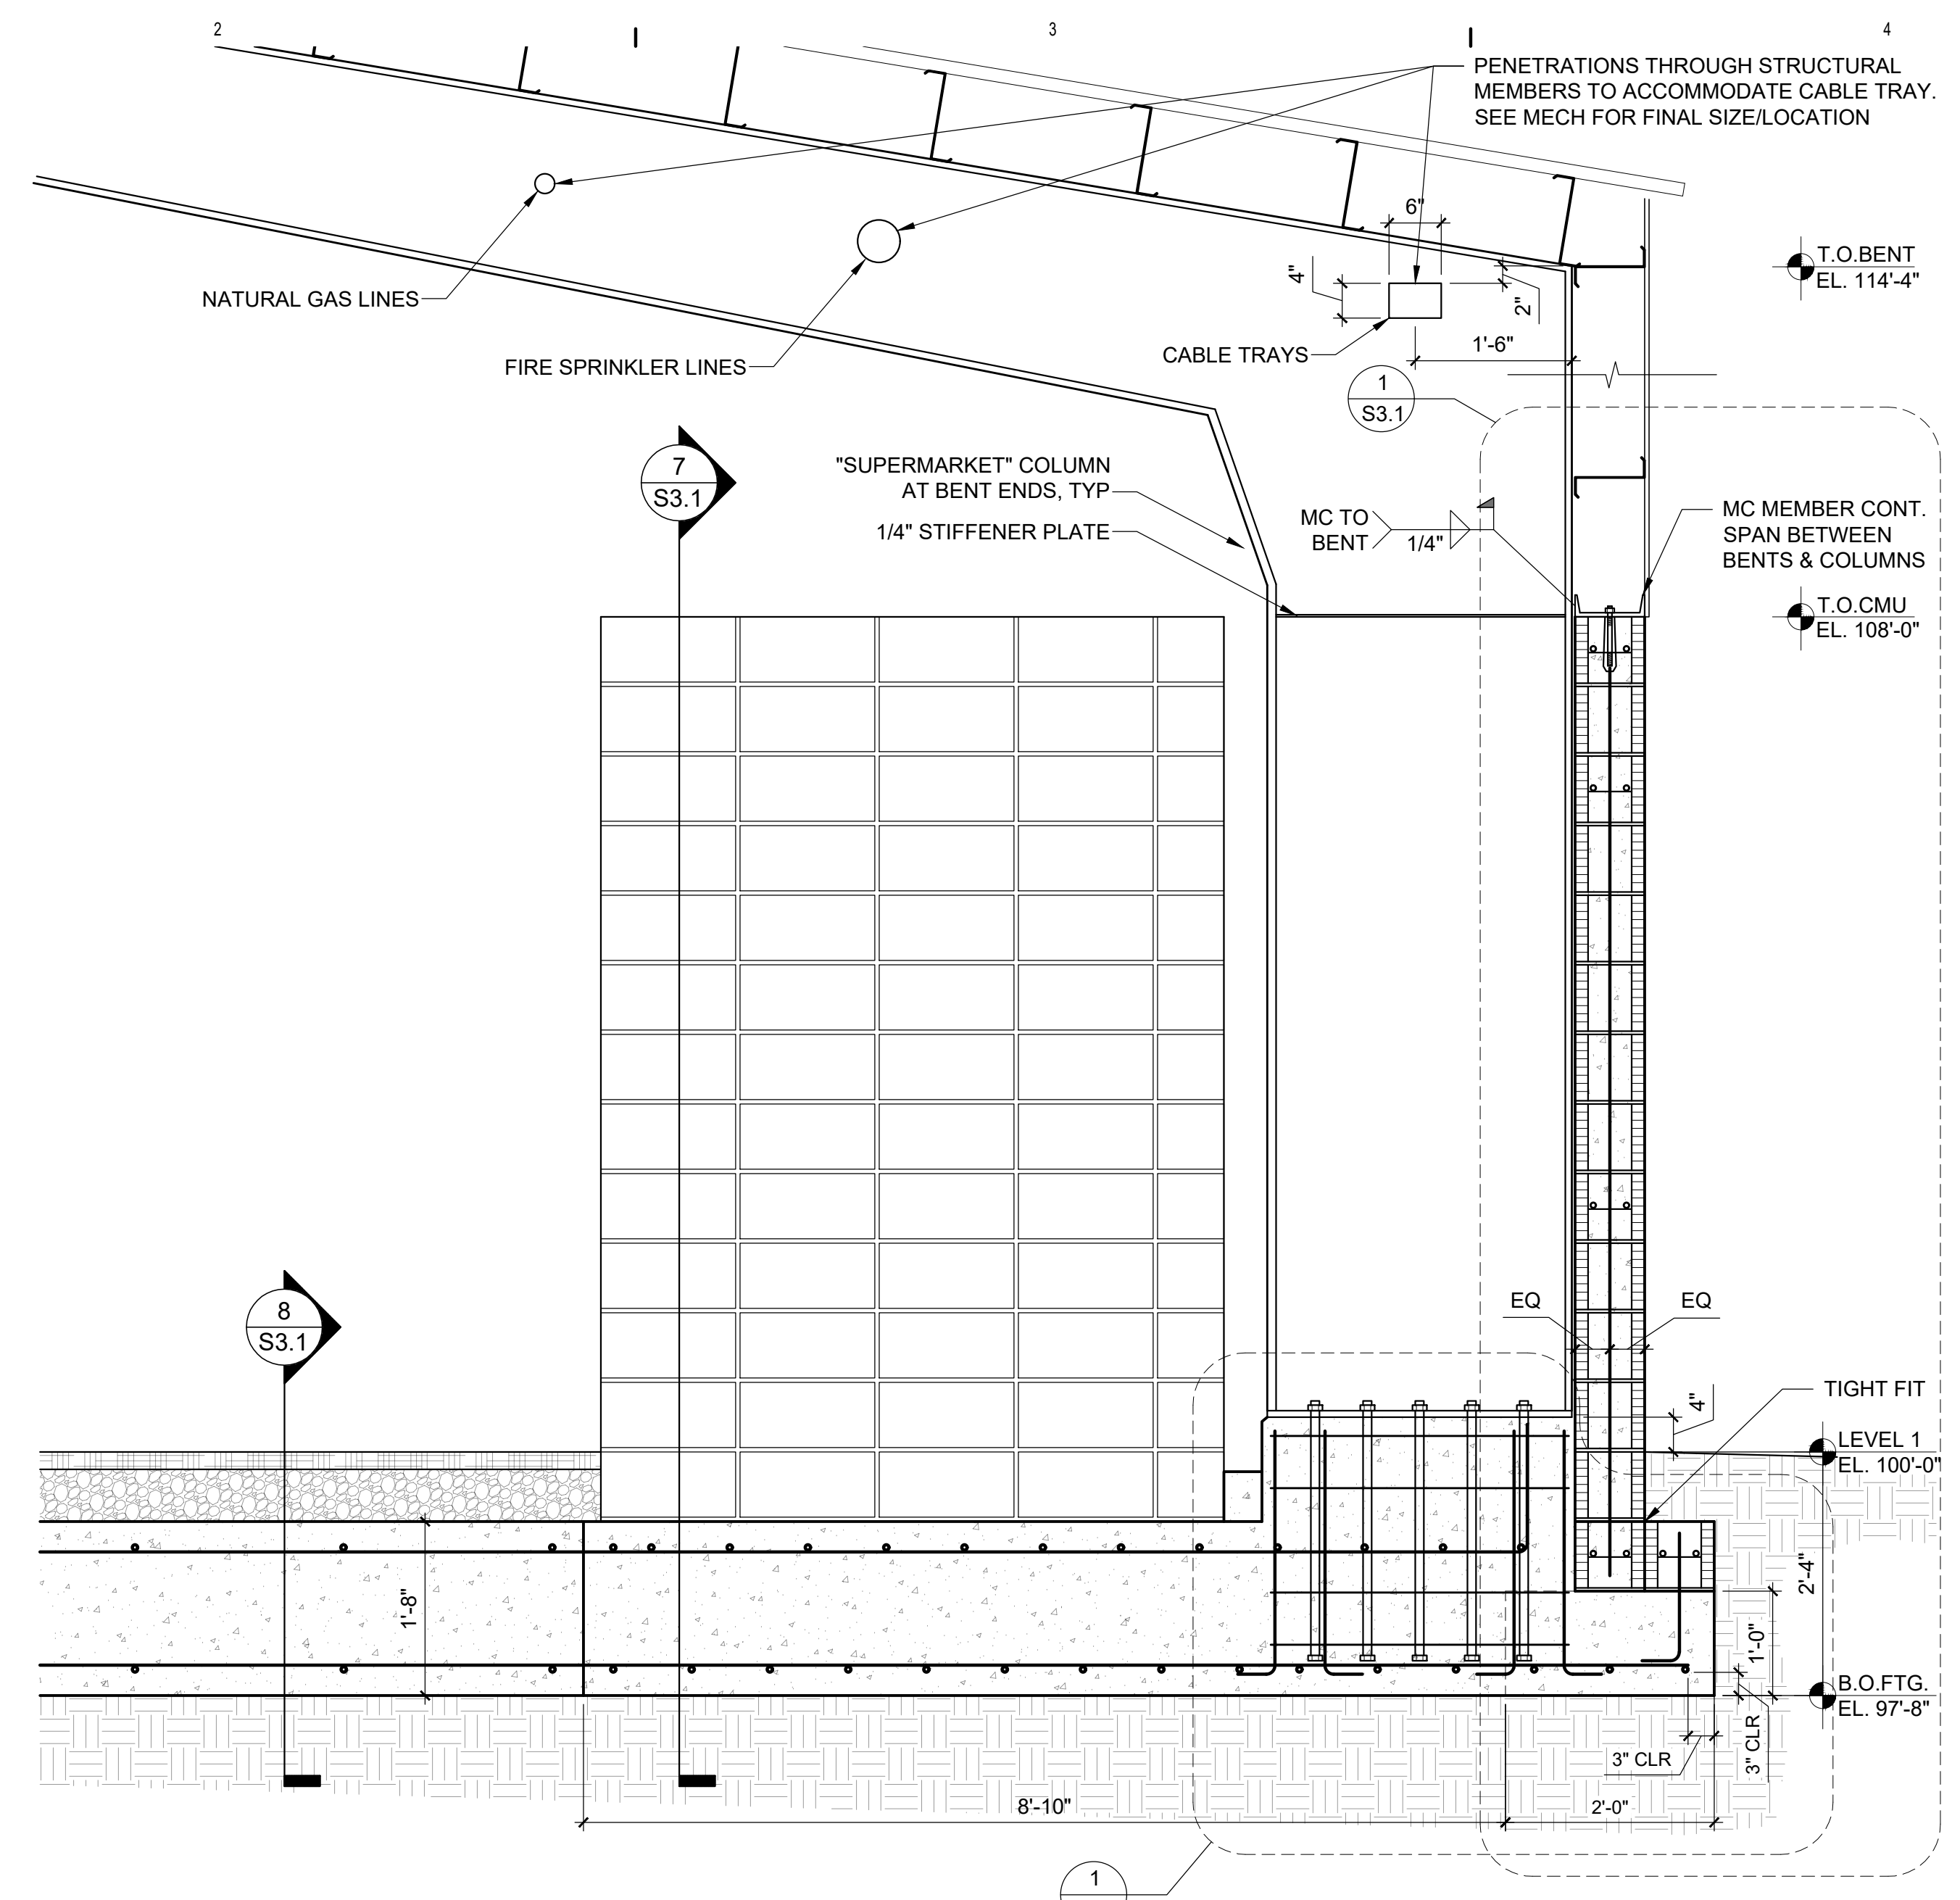 2
3
4
PENETRATIONS THROUGH STRUCTURAL
MEMBERS TO ACCOMMODATE CABLE TRAY.
SEE MECH FOR FINAL SIZE/LOCATION
6"
4"
2"
1'-6"
T.O.BENT
EL. 114'-4"
NATURAL GAS LINES
FIRE SPRINKLER LINES
CABLE TRAYS
1
S3.1
7
S3.1
"SUPERMARKET" COLUMN
AT BENT ENDS, TYP
1/4" STIFFENER PLATE
MC TO
BENT
1/4"
MC MEMBER CONT.
SPAN BETWEEN
BENTS & COLUMNS
T.O.CMU
EL. 108'-0"
8
S3.1
EQ
EQ
TIGHT FIT
4"
LEVEL 1
EL. 100'-0"
1'-8"
2'-4"
1'-0"
B.O.FTG.
EL. 97'-8"
3" CLR
3" CLR
8'-10"
2'-0"
1